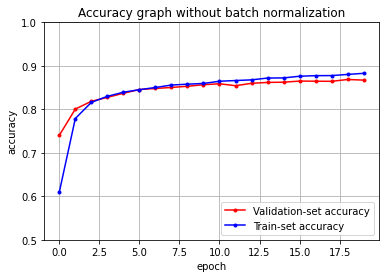 Accuracy graph without batch normalization
1.0
0.9
0.8
0.7
0.6
0.5
accuracy
Validation-set accuracy
Train-set accuracy
0.0 2.5 5.0 7.5 10.0 12.5 15.0 17.5
epoch